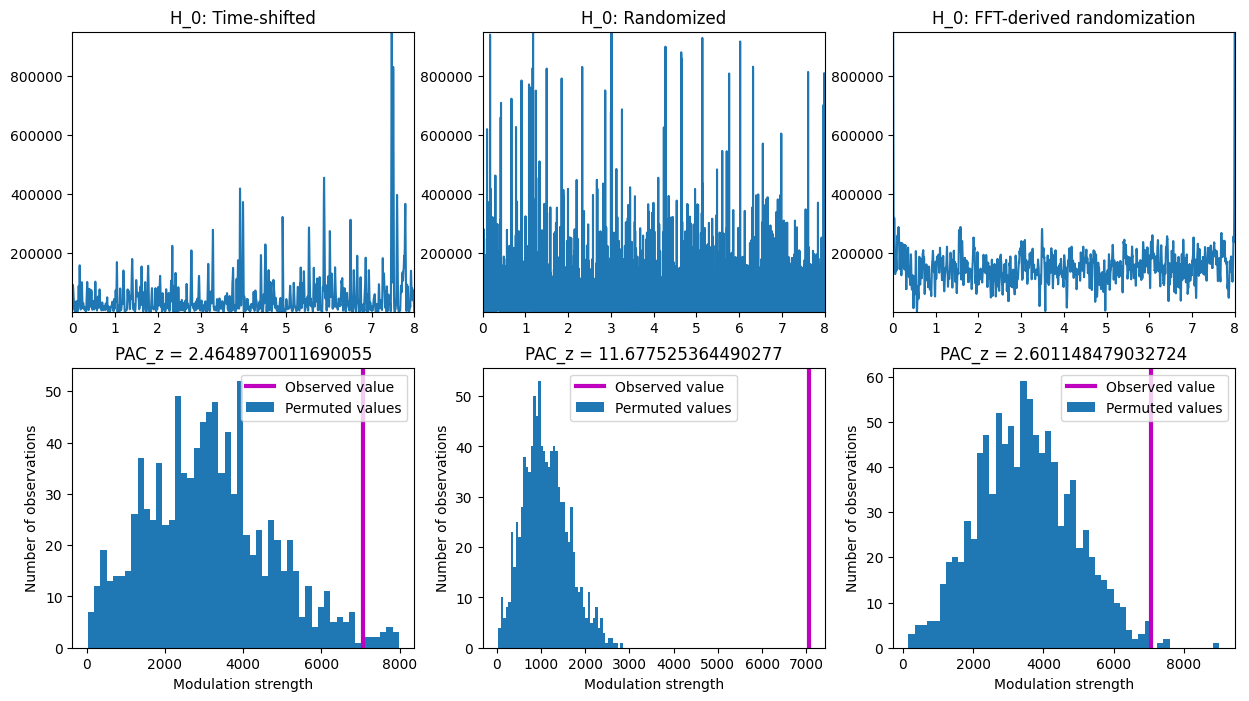 H_0: Time-shifted
H_0: Randomized
H_0: FFT-derived randomization
800000
600000
400000
200000
0 1 2 3 4 5 6 7 8
800000
600000
400000
200000
0 1 2 3 4 5 6 7 8
800000
600000
400000
200000
0 1 2 3 4 5 6 7 8
PAC_z = 2.4648970011690055
PAC_z = 11.677525364490277
PAC_z = 2.601148479032724
Number of observations
50
40
30
20
10
0
Observed value
Permuted values
0 2000 4000 6000 8000
Modulation strength
Number of observations
50
40
30
20
10
0
Observed value
Permuted values
0 1000 2000 3000 4000 5000 6000 7000
Modulation strength
Number of observations
60
50
40
30
20
10
0
Observed value
Permuted values
0 2000 4000 6000 8000
Modulation strength